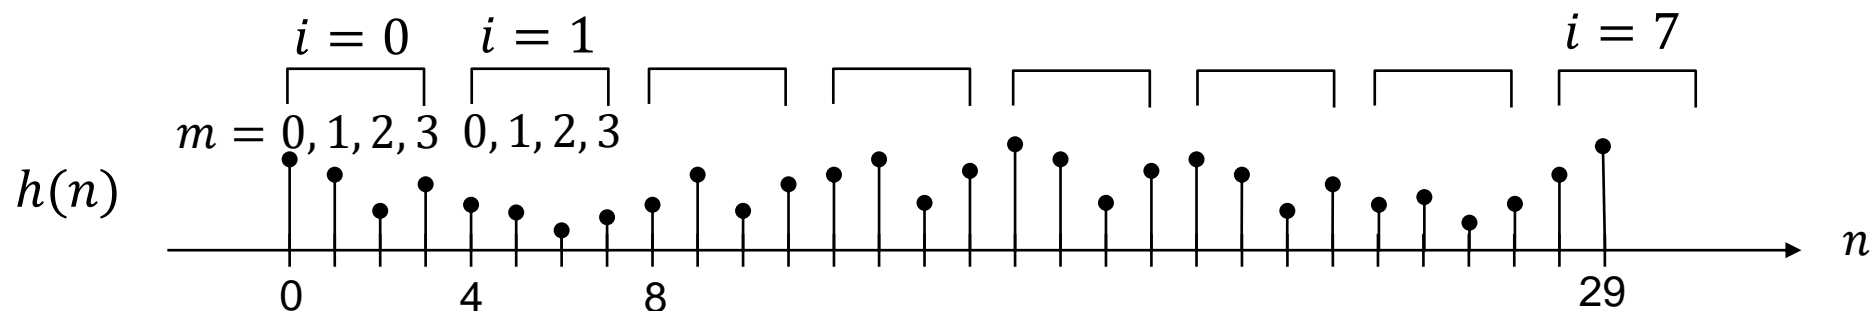 i = 0 i = 1 i = 7
m = 0, 1, 2, 3 0, 1, 2, 3
h(n)
n
0 4 8 29